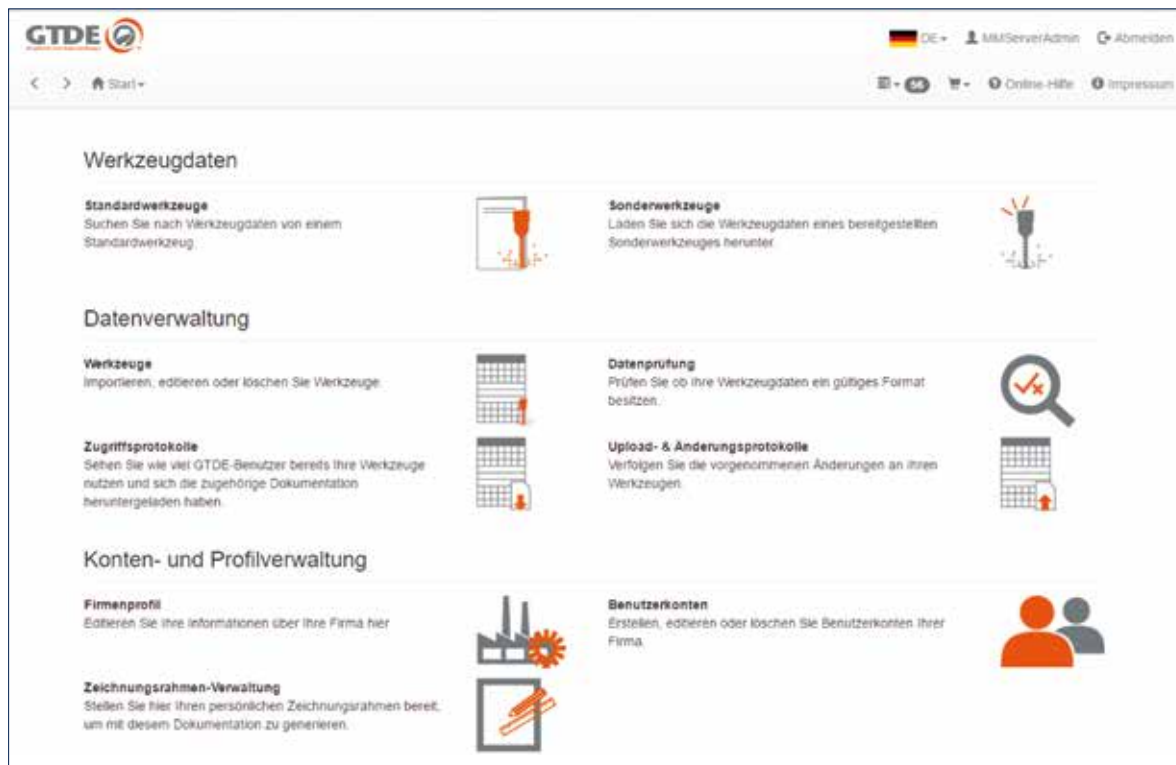 GTDE
DE
MMServerAdmin
Abmelden
Start
56
Online-Hilfe
Impressum
Werkzeugdaten
Standardwerkzeuge
Suchen Sie nach Werkzeugdaten von einem
Standardwerkzeug.
Sonderwerkzeuge
Laden Sie sich die Werkzeugdaten eines bereitgestellten
Sonderwerkzeuges herunter
Datenverwaltung
Werkzeuge
Importieren, editieren oder löschen Sie Werkzeuge.
Datenprüfung
Prüfen Sie ob Ihre Werkzeugdaten ein gültiges Format
besitzen.
Zugriffsprotokolle
Sehen Sie wie viel GTDE-Benutzer bereits Ihre Werkzeuge
nutzen und sich die zugehörige Dokumentation
heruntergeladen haben.
Upload- & Änderungsprotokolle
Verfolgen Sie die vorgenommenen Änderungen an Ihren
Werkzeugen.
Konten- und Profilverwaltung
Firmenprofil
Editieren Sie Ihre Informationen über Ihre Firma hier
Benutzerkonten
Erstellen, editieren oder löschen Sie Benutzerkonten Ihrer
Firma.
Zeichnungsrahmen-Verwaltung
Stellen Sie hier Ihren persönlichen Zeichnungsrahmen bereit,
um mit diesem Dokumentation zu generieren.